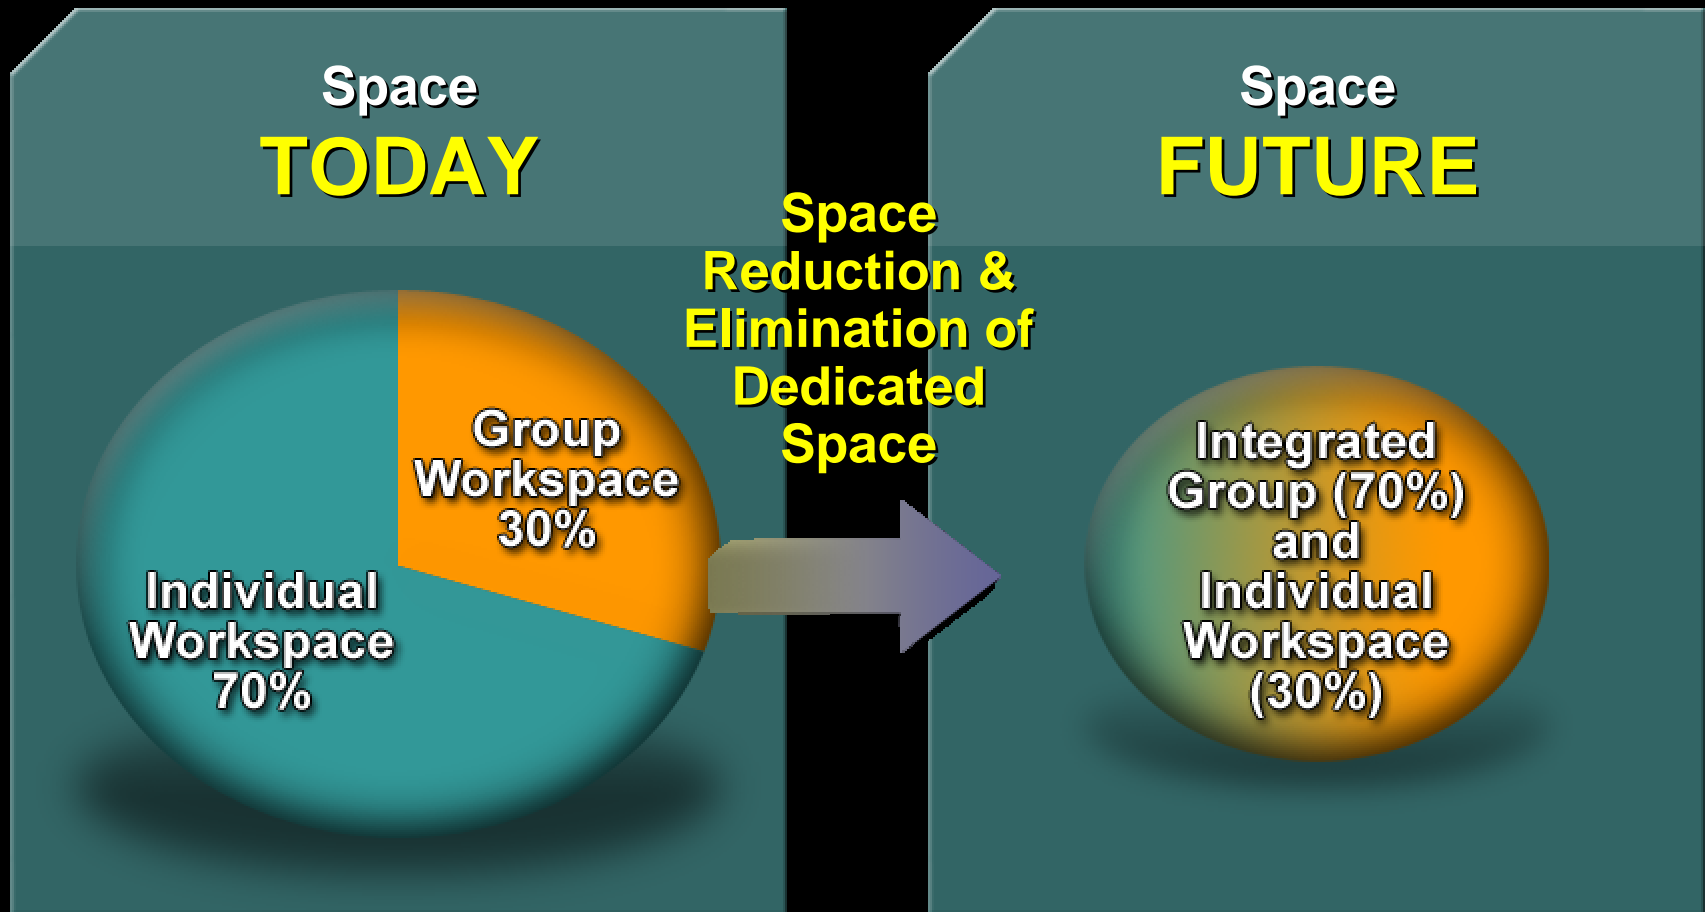 Space
TODAY
Group
Workspace
30%
Individual
Workspace
70%
Space
Reduction &
Elimination of
Dedicated
Space
Space
FUTURE
Integrated
Group (70%)
and
Individual
Workspace
(30%)